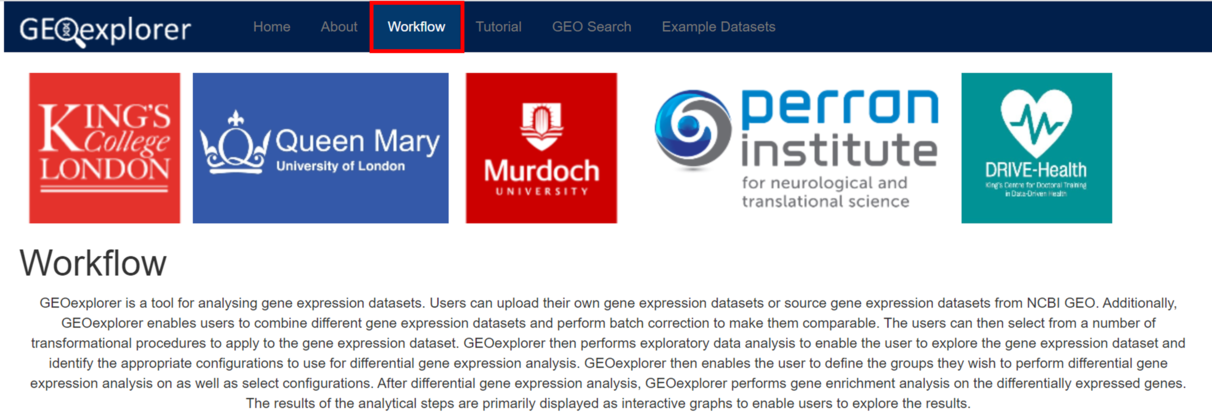 GEOexplorer Home About Workflow Tutorial GEO Search Example Datasets
KING'S
College
LONDON
Queen Mary
University of London
Murdoch
UNIVERSITY
perron
institute
for neurological and
translational science
DRIVE-Health
King's Centre for Doctoral Training
in Data-Driven Health
Workflow
GEOexplorer is a tool for analysing gene expression datasets. Users can upload their own gene expression datasets or source gene expression datasets from NCBI GEO. Additionally,
GEOexplorer enables users to combine different gene expression datasets and perform batch correction to make them comparable. The users can then select from a number of
transformational procedures to apply to the gene expression dataset. GEOexplorer then performs exploratory data analysis to enable the user to explore the gene expression dataset and
identify the appropriate configurations to use for differential gene expression analysis. GEOexplorer then enables the user to define the groups they wish to perform differential gene
expression analysis on as well as select configurations. After differential gene expression analysis, GEOexplorer performs gene enrichment analysis on the differentially expressed genes.
The results of the analytical steps are primarily displayed as interactive graphs to enable users to explore the results.